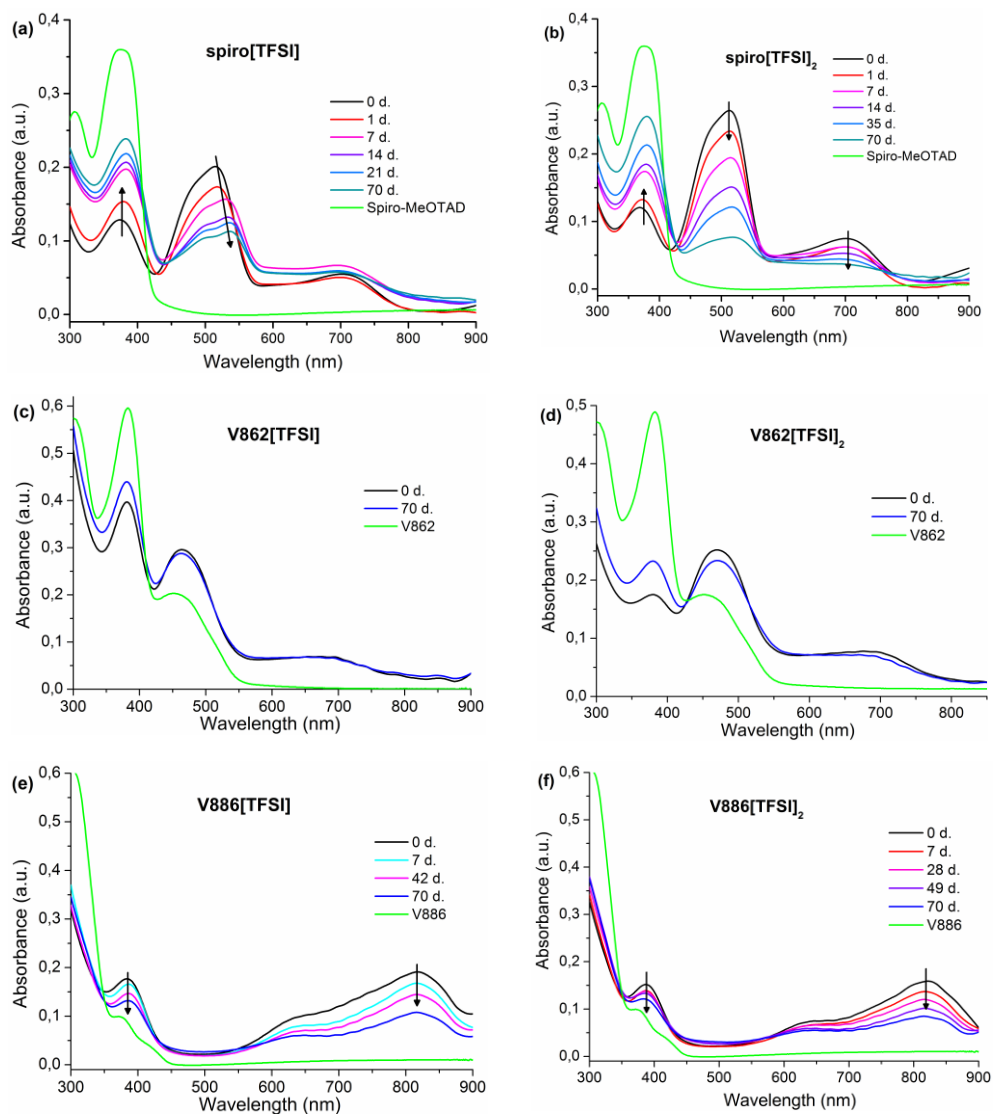 (a)
spiro[TFSI]
0 d.
1 d.
7 d.
14 d.
21 d.
70 d.
Spiro-MeOTAD
Absorbance (a.u.)
0,4
0,3
0,2
0,1
0,0
300 400 500 600 700 800 900
Wavelength (nm)
(b)
spiro[TFSI]₂
0 d.
1 d.
7 d.
14 d.
35 d.
70 d.
Spiro-MeOTAD
Absorbance (a.u.)
0,4
0,3
0,2
0,1
0,0
300 400 500 600 700 800 900
Wavelength (nm)
(c)
V862[TFSI]
0 d.
70 d.
V862
Absorbance (a.u.)
0,6
0,5
0,4
0,3
0,2
0,1
0,0
300 400 500 600 700 800 900
Wavelength (nm)
(d)
V862[TFSI]₂
0 d.
70 d.
V862
Absorbance (a.u.)
0,5
0,4
0,3
0,2
0,1
0,0
300 400 500 600 700 800
Wavelength (nm)
(e)
V886[TFSI]
0 d.
7 d.
42 d.
70 d.
V886
Absorbance (a.u.)
0,6
0,5
0,4
0,3
0,2
0,1
0,0
300 400 500 600 700 800 900
Wavelength (nm)
(f)
V886[TFSI]₂
0 d.
7 d.
28 d.
49 d.
70 d.
V886
Absorbance (a.u.)
0,6
0,5
0,4
0,3
0,2
0,1
0,0
300 400 500 600 700 800 900
Wavelength (nm)